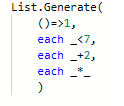 List.Generate(
()=>1,
each _<7,
each _+2,
each _*_
)